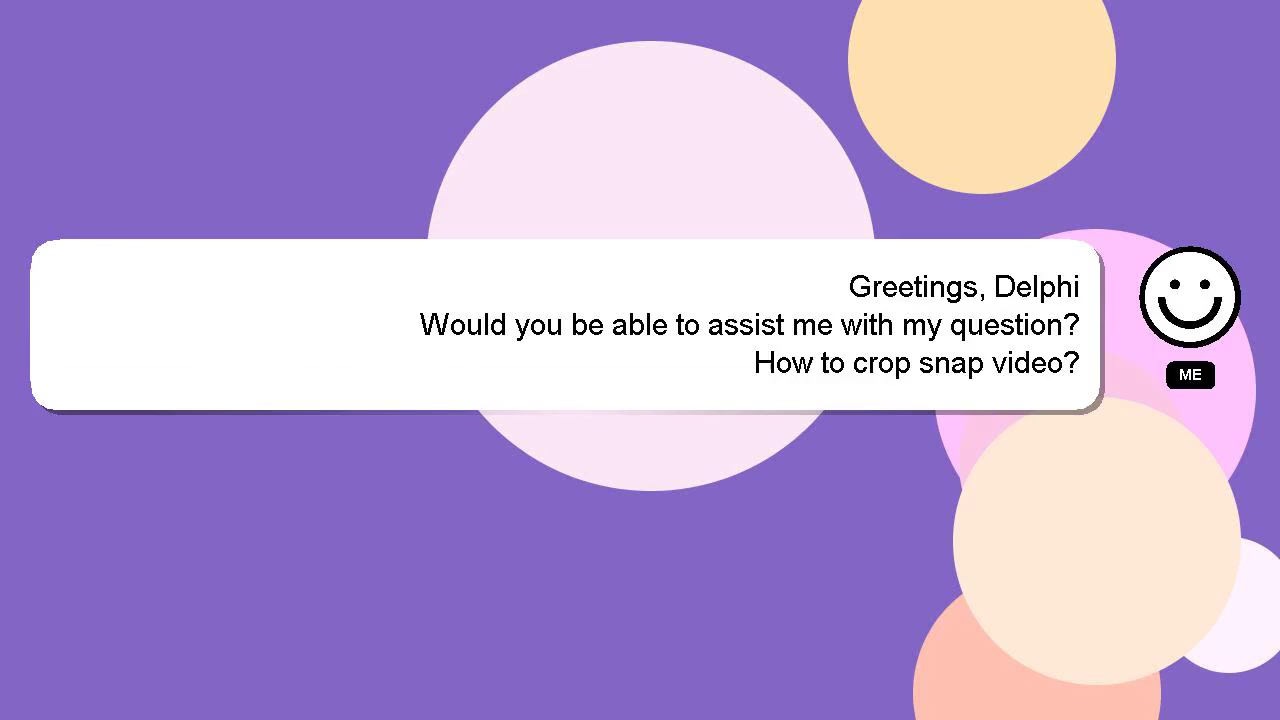 Greetings, Delphi
Would you be able to assist me with my question?
How to crop snap video?
ME